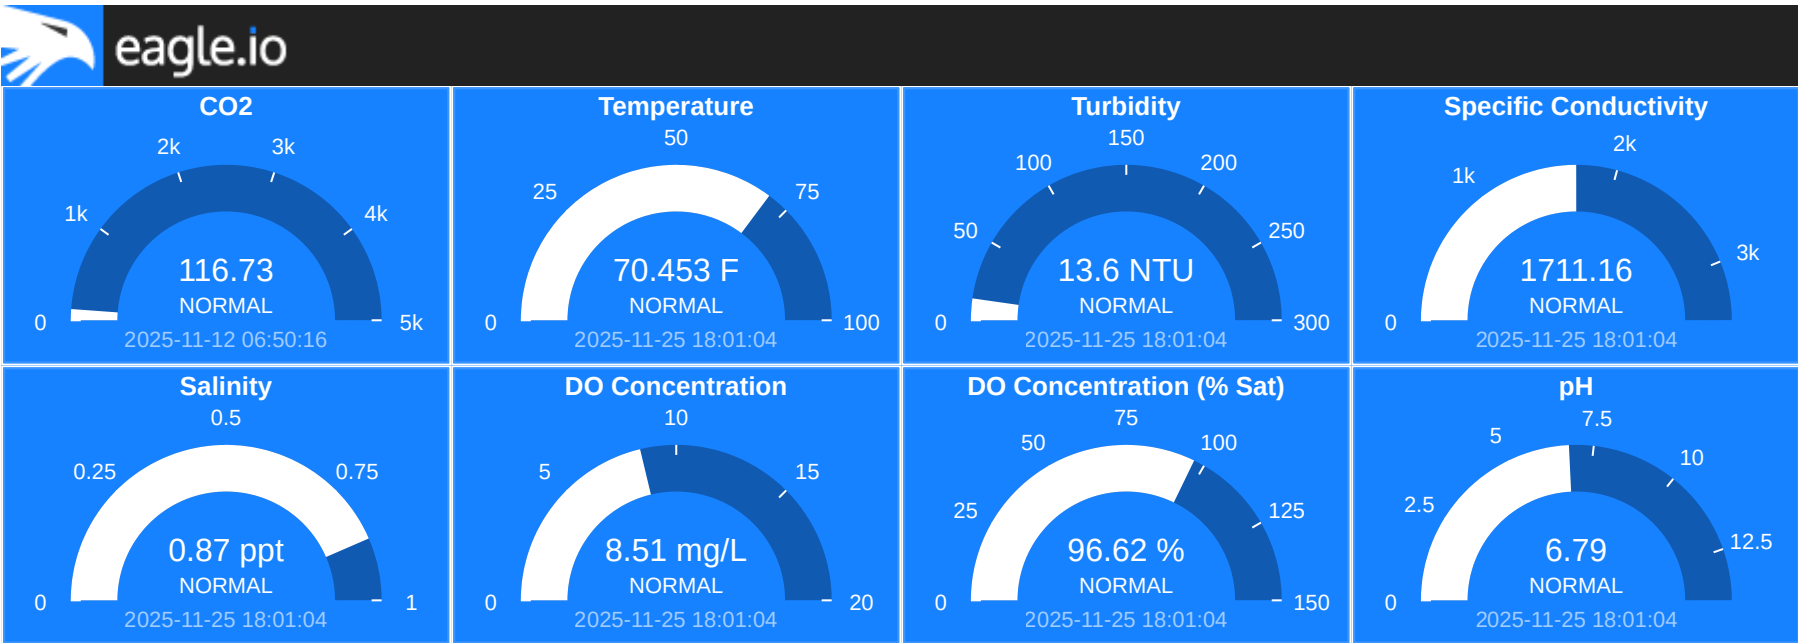 eagle.io
CO2
0
1k
2k
3k
4k
5k
116.73
NORMAL
2025-11-12 06:50:16
Temperature
0
25
50
75
100
70.453 F
NORMAL
2025-11-25 18:01:04
Turbidity
0
50
100
150
200
250
300
13.6 NTU
NORMAL
2025-11-25 18:01:04
Specific Conductivity
0
1k
2k
3k
1711.16
NORMAL
2025-11-25 18:01:04
Salinity
0
0.25
0.5
0.75
1
0.87 ppt
NORMAL
2025-11-25 18:01:04
DO Concentration
0
5
10
15
20
8.51 mg/L
NORMAL
2025-11-25 18:01:04
DO Concentration (% Sat)
0
25
50
75
100
125
150
96.62 %
NORMAL
2025-11-25 18:01:04
pH
0
2.5
5
7.5
10
12.5
6.79
NORMAL
2025-11-25 18:01:04